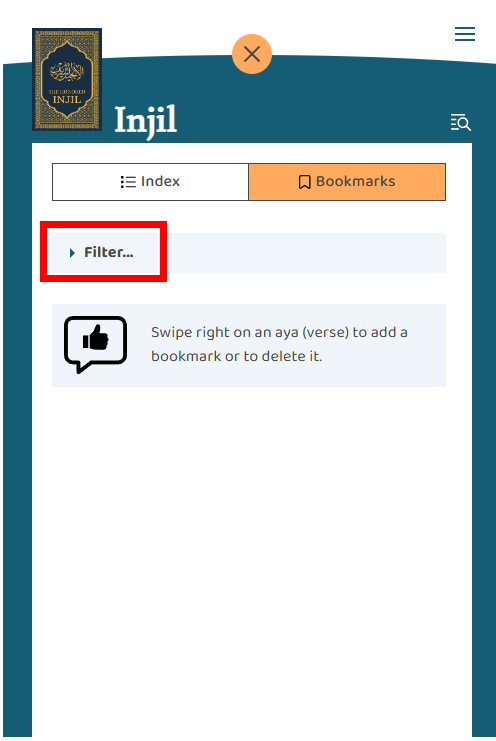 THE HONORED
INJIL
Injil
Index
Bookmarks
Filter...
Swipe right on an aya (verse) to add a
bookmark or to delete it.